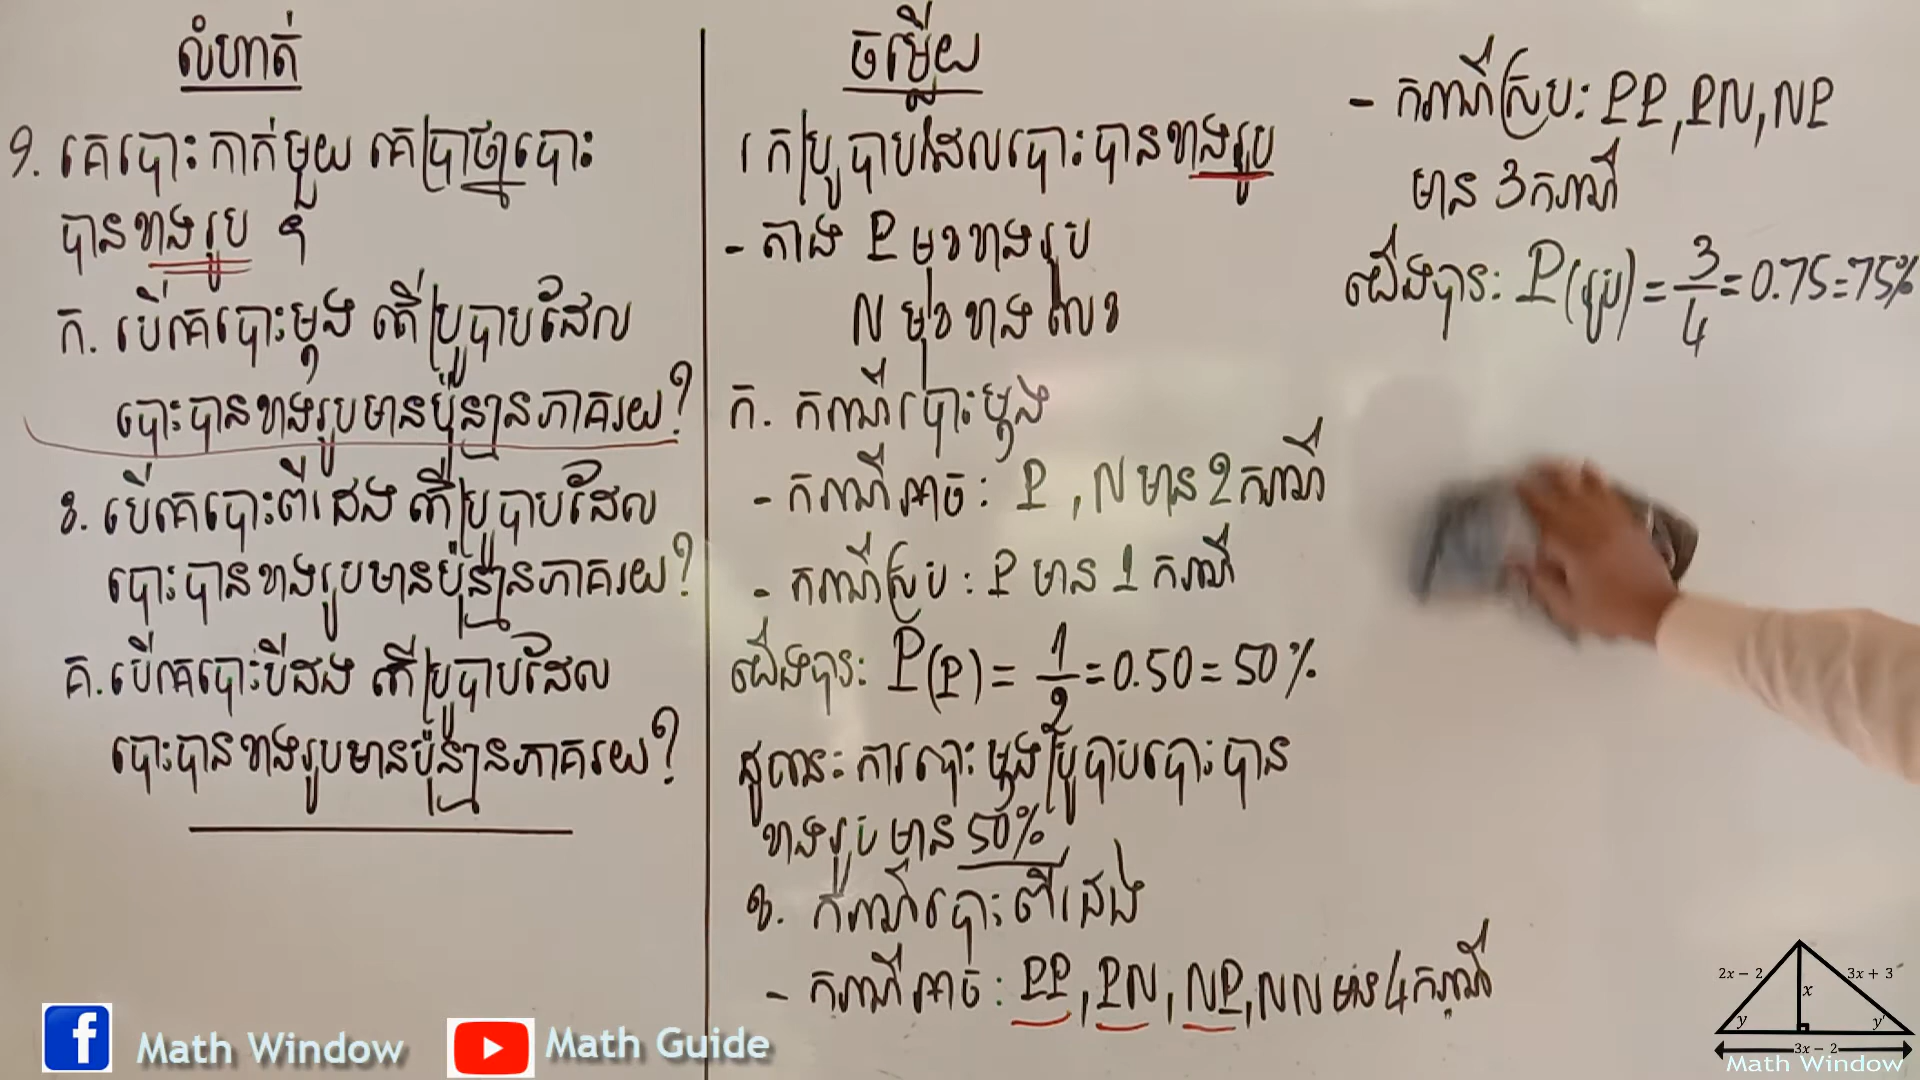 លំហាត់
១. គេបោះកាក់មួយ គេប្រាថ្នាបោះ
បានខាងរូប ។
ក. បើគេបោះម្តង តើប្រូបាបដែល
បោះបានខាងរូបមានប៉ុន្មានភាគរយ?
ខ. បើគេបោះពីរដង តើប្រូបាបដែល
បោះបានខាងរូបមានប៉ុន្មានភាគរយ?
គ. បើគេបោះបីដង តើប្រូបាបដែល
បោះបានខាងរូបមានប៉ុន្មានភាគរយ?
ចម្លើយ
រកប្រូបាបដែលបោះបានខាងរូប
- តាង P មុខខាងរូប
N មុខខាងលេខ
ក. ករណីបោះម្តង
- ករណីអាច: P , N មាន 2 ករណី
- ករណីស្រប: P មាន 1 ករណី
យើងបាន: P(P) = 1/2 = 0.50 = 50%
ដូចនេះ ការបោះម្តងប្រូបាបបោះបាន
ខាងរូបមាន 50%
ខ. ករណីបោះពីរដង
- ករណីអាច: PP, PN, NP, NN មាន 4 ករណី
- ករណីស្រប: PP, PN, NP
មាន 3 ករណី
យើងបាន: P(រូប) = 3/4 = 0.75 = 75%
Math Window
Math Guide
2x − 2
3x + 3
x
y
y'
3x − 2
Math Window